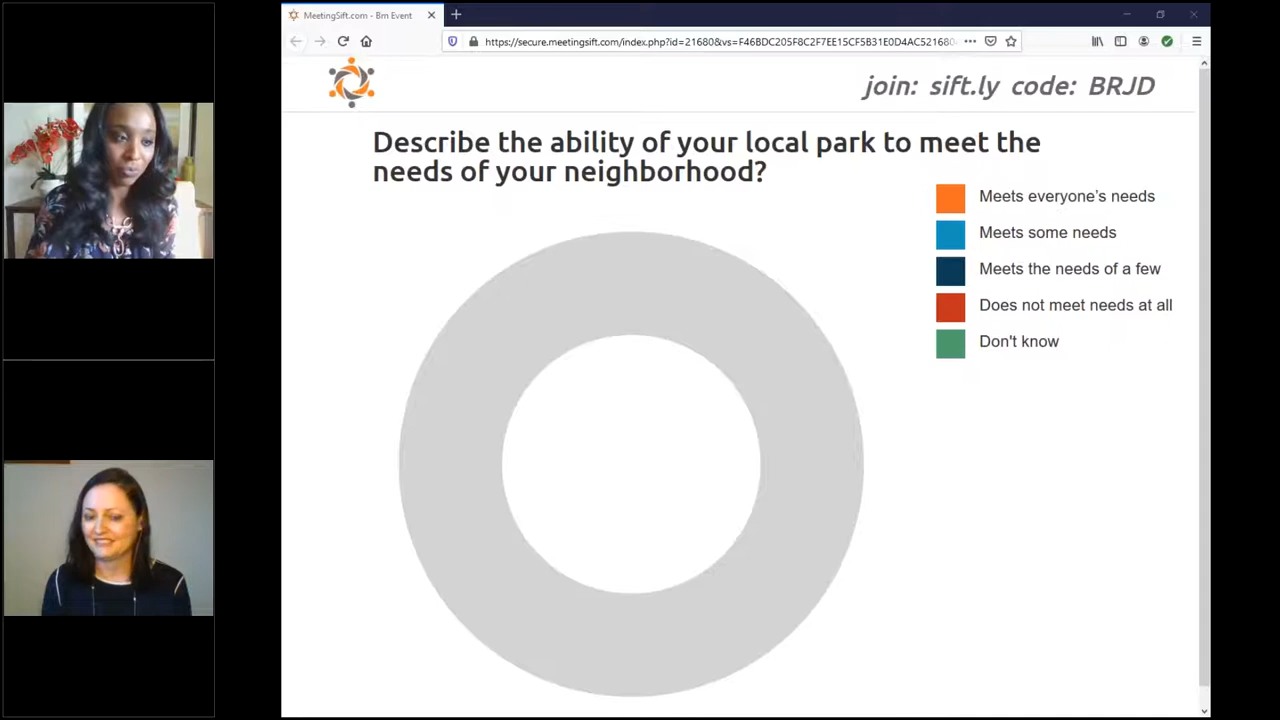 MeetingSift.com - Brn Event
https://secure.meetingsift.com/index.php?id=21680&vs=F46BDC205F8C2F7EE15CF5B31E0D4AC521680
join: sift.ly code: BRJD
Describe the ability of your local park to meet the
needs of your neighborhood?
Meets everyone’s needs
Meets some needs
Meets the needs of a few
Does not meet needs at all
Don't know